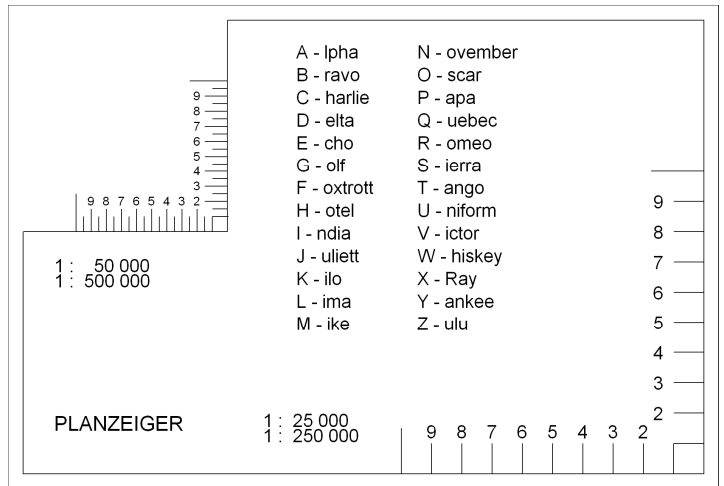 A - lpha N - ovember
B - ravo O - scar
C - harlie P - apa
D - elta Q - uebec
E - cho R - omeo
G - olf S - ierra
F - oxtrott T - ango
H - otel U - niform
I - ndia V - ictor
J - uliett W - hiskey
K - ilo X - Ray
L - ima Y - ankee
M - ike Z - ulu
9
8
7
6
5
4
3
9 8 7 6 5 4 3 2
2
1 : 50 000
1 : 500 000
9
8
7
6
5
4
3
2
PLANZEIGER
1 : 25 000
1 : 250 000
9 8 7 6 5 4 3 2